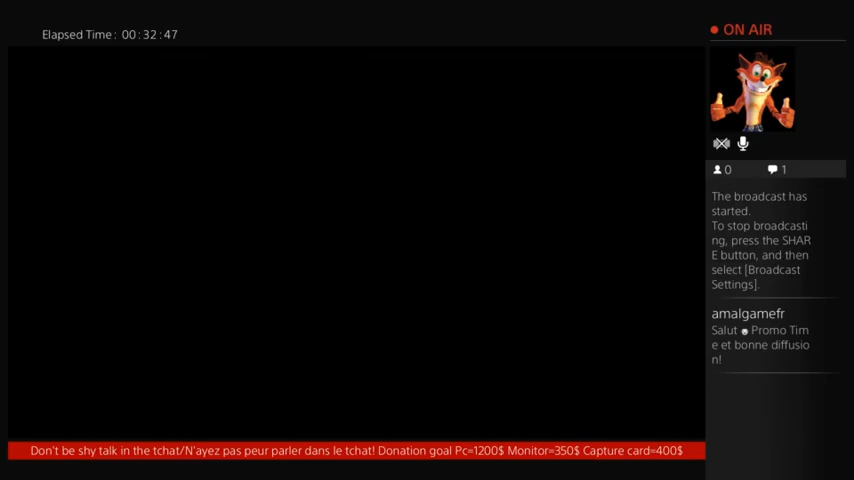 Elapsed Time: 00:32:47
ON AIR
0 1
The broadcast has
started.
To stop broadcasti
ng, press the SHAR
E button, and then
select [Broadcast
Settings].
amalgamefr
Salut Promo Tim
e et bonne diffusio
n!
Don't be shy talk in the tchat/N'ayez pas peur parler dans le tchat! Donation goal Pc=1200$ Monitor=350$ Capture card=400$